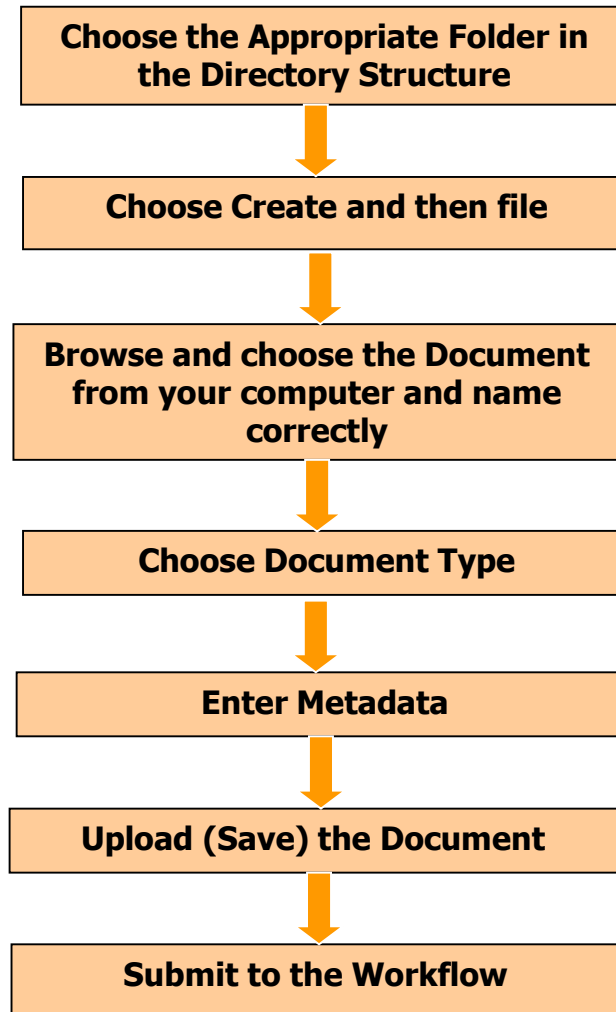 Choose the Appropriate Folder in
the Directory Structure
Choose Create and then file
Browse and choose the Document
from your computer and name
correctly
Choose Document Type
Enter Metadata
Upload (Save) the Document
Submit to the Workflow